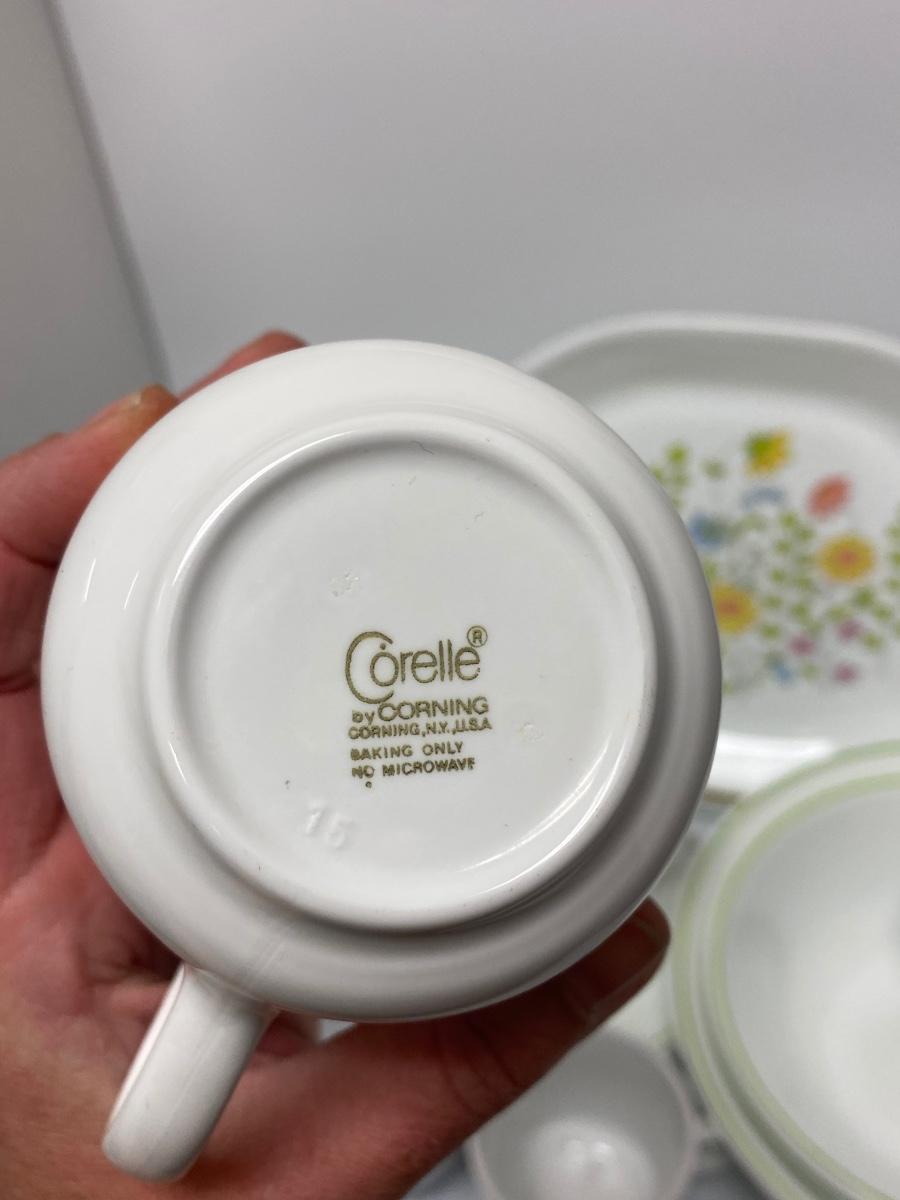 Corelle®
by CORNING
CORNING, N.Y., U.S.A
BAKING ONLY
NO MICROWAVE
15